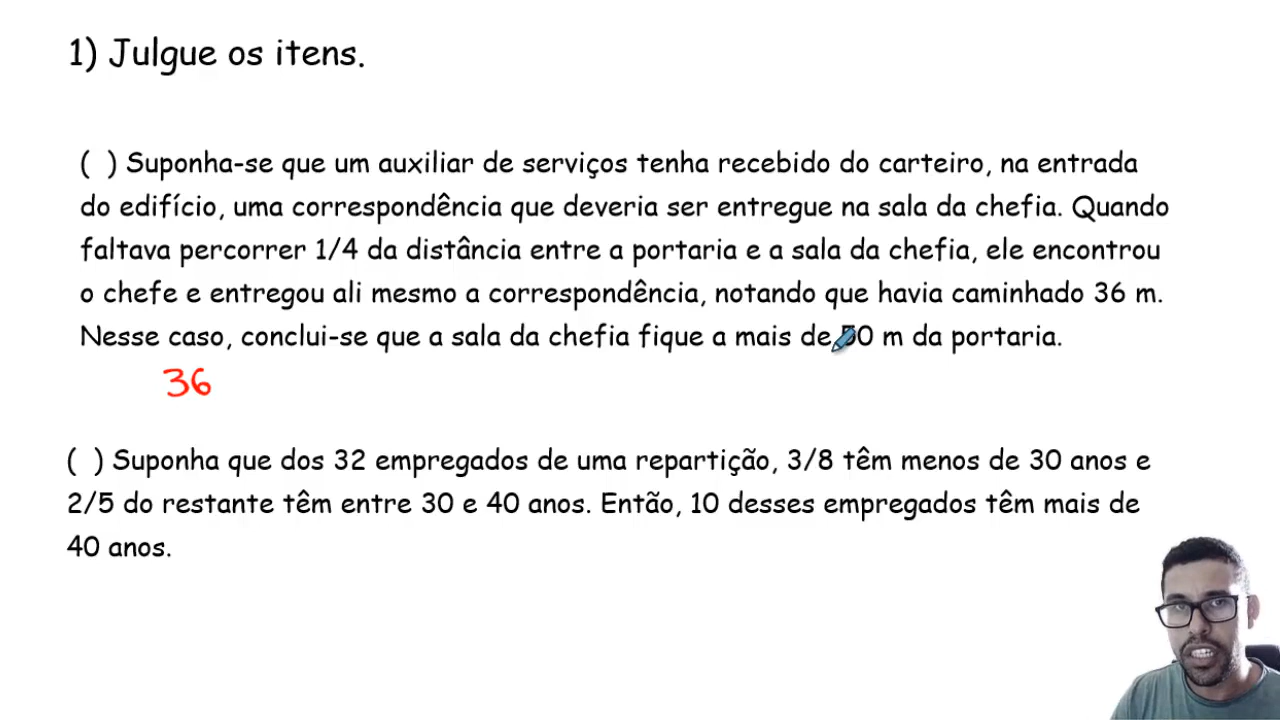 1) Julgue os itens.
( ) Suponha-se que um auxiliar de serviços tenha recebido do carteiro, na entrada
do edifício, uma correspondência que deveria ser entregue na sala da chefia. Quando
faltava percorrer 1/4 da distância entre a portaria e a sala da chefia, ele encontrou
o chefe e entregou ali mesmo a correspondência, notando que havia caminhado 36 m.
Nesse caso, conclui-se que a sala da chefia fique a mais de 50 m da portaria.
36
( ) Suponha que dos 32 empregados de uma repartição, 3/8 têm menos de 30 anos e
2/5 do restante têm entre 30 e 40 anos. Então, 10 desses empregados têm mais de
40 anos.